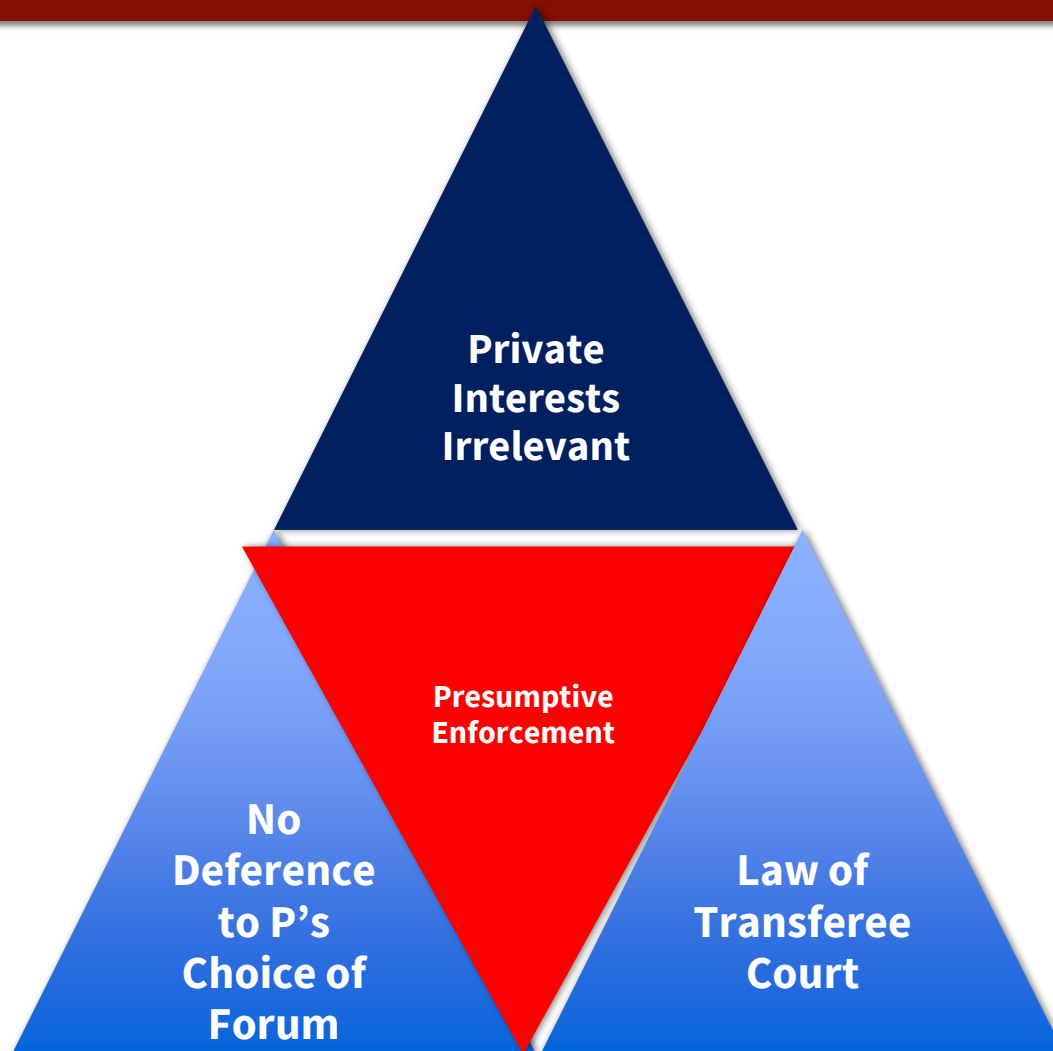 Private
Interests
Irrelevant
Presumptive
Enforcement
No
Deference
to P’s
Choice of
Forum
Law of
Transferee
Court